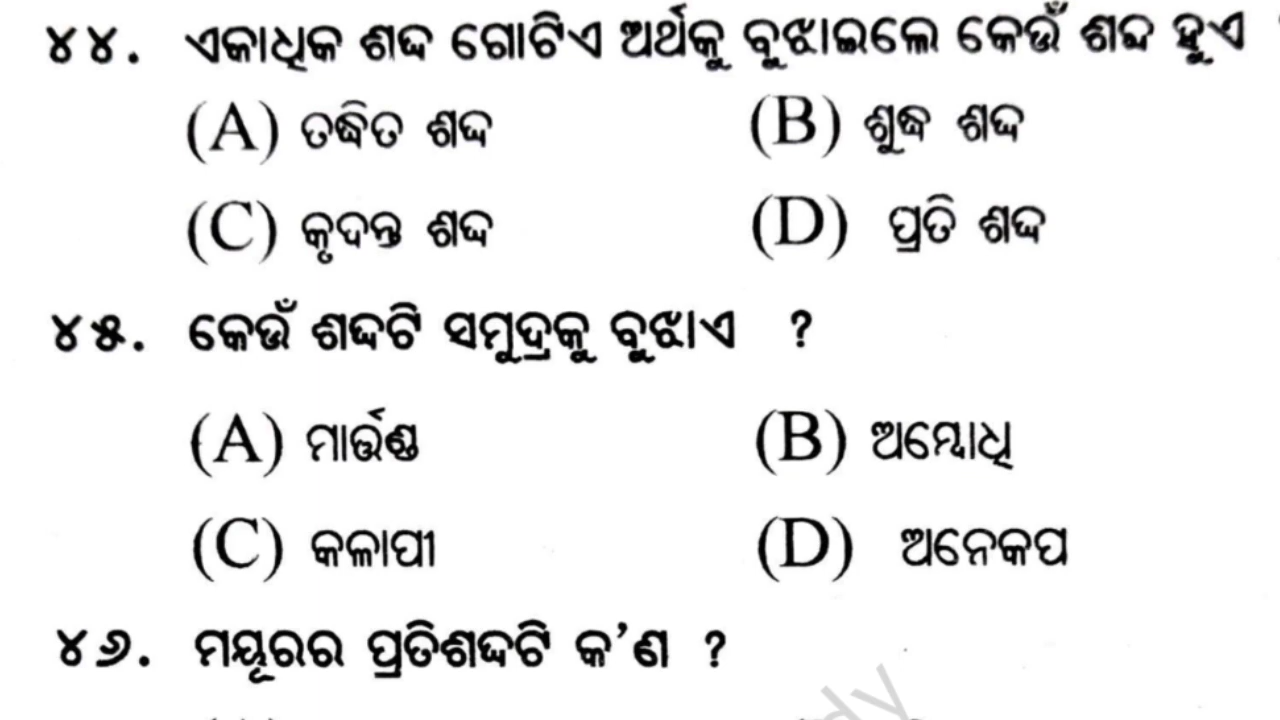 ୪୪. ଏକାଧିକ ଶବ୍ଦ ଗୋଟିଏ ଅର୍ଥକୁ ବୁଝାଇଲେ କେଉଁ ଶବ୍ଦ ହୁଏ
(A) ତଦ୍ଧିତ ଶବ୍ଦ (B) ଶୁଦ୍ଧ ଶବ୍ଦ
(C) କୃଦନ୍ତ ଶବ୍ଦ (D) ପ୍ରତି ଶବ୍ଦ
୪୫. କେଉଁ ଶବ୍ଦଟି ସମୁଦ୍ରକୁ ବୁଝାଏ ?
(A) ମାର୍ତ୍ତଣ୍ଡ (B) ଅମ୍ବୋଧି
(C) କଳାପୀ (D) ଅନେକପ
୪୬. ମୟୂରର ପ୍ରତିଶବ୍ଦଟି କ'ଣ ?